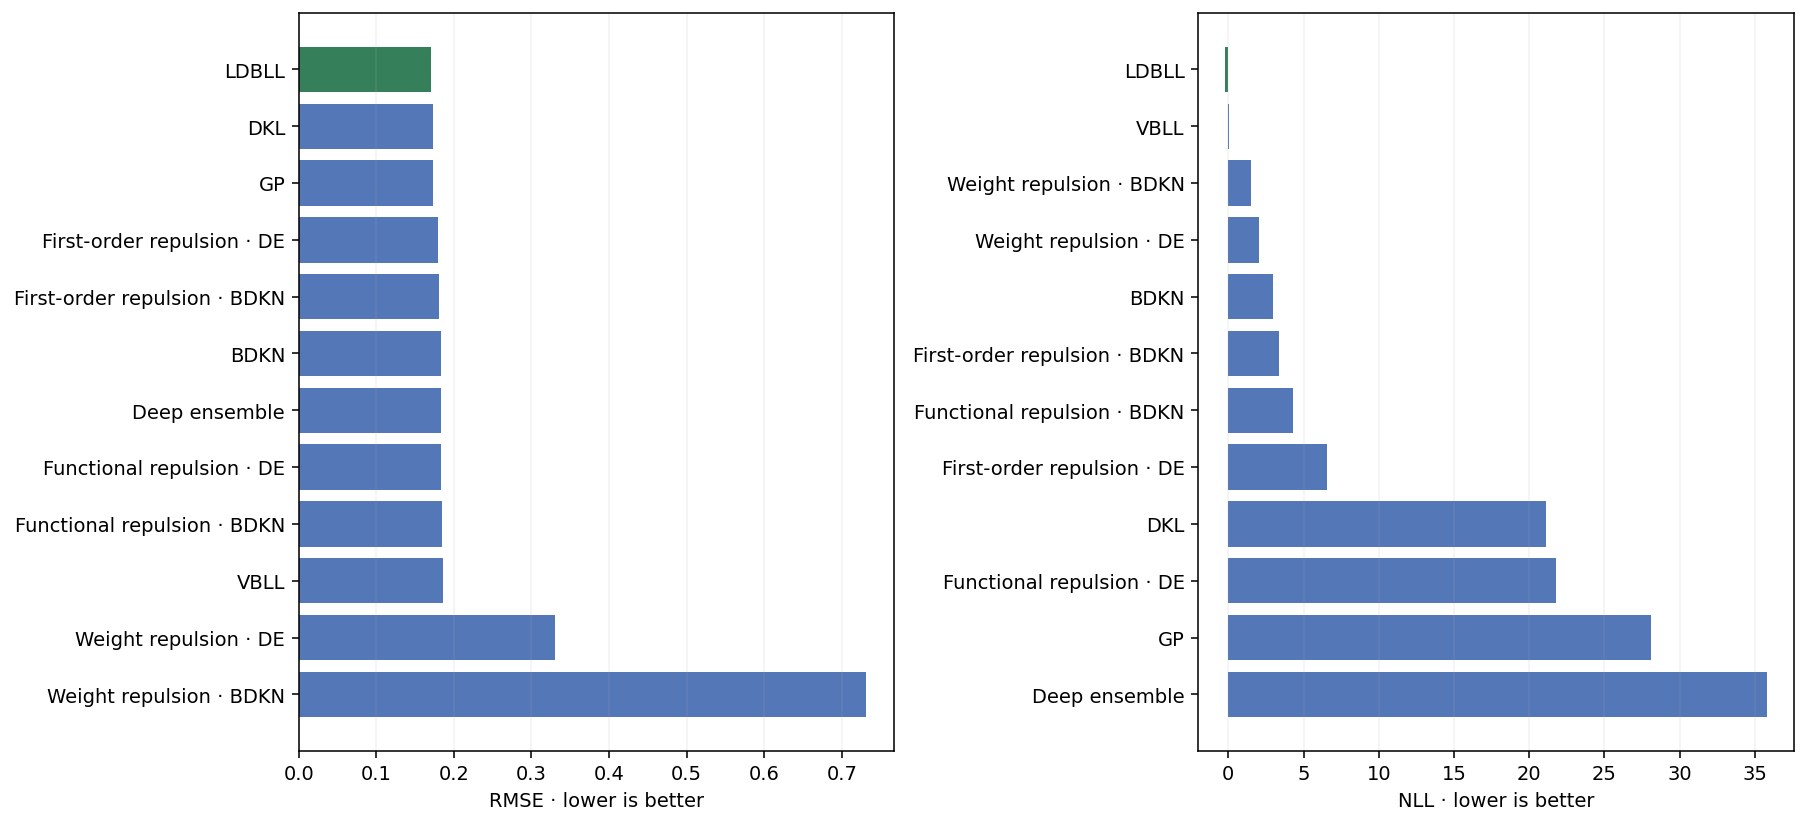 LDBLL
DKL
GP
First-order repulsion · DE
First-order repulsion · BDKN
BDKN
Deep ensemble
Functional repulsion · DE
Functional repulsion · BDKN
VBLL
Weight repulsion · DE
Weight repulsion · BDKN
0.0 0.1 0.2 0.3 0.4 0.5 0.6 0.7
RMSE · lower is better
LDBLL
VBLL
Weight repulsion · BDKN
Weight repulsion · DE
BDKN
First-order repulsion · BDKN
Functional repulsion · BDKN
First-order repulsion · DE
DKL
Functional repulsion · DE
GP
Deep ensemble
0 5 10 15 20 25 30 35
NLL · lower is better